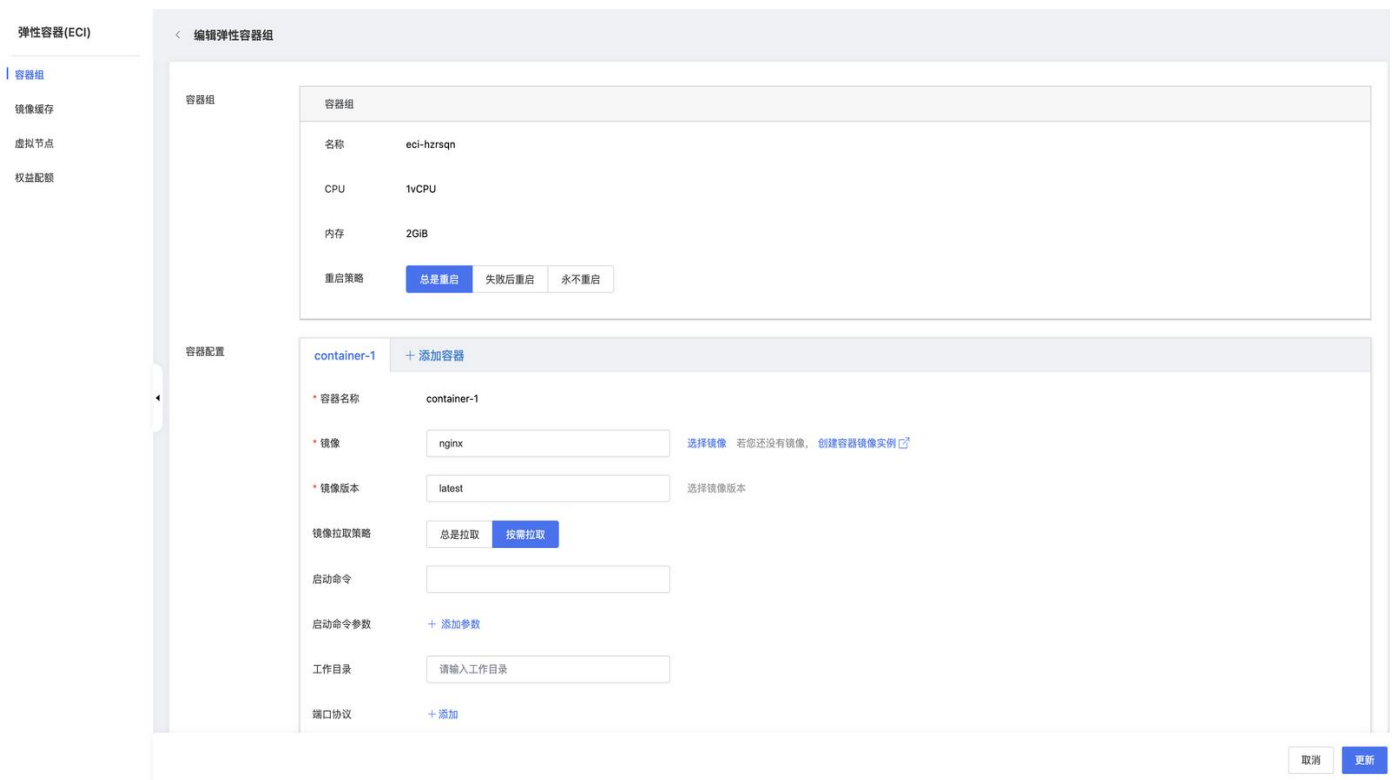 弹性容器(ECI)
容器组
镜像缓存
虚拟节点
权益配额
编辑弹性容器组
容器组
容器组
名称 eci-hzrsqn
CPU 1vCPU
内存 2GiB
重启策略 总是重启 失败后重启 永不重启
容器配置
container-1 + 添加容器
* 容器名称 container-1
* 镜像 nginx 选择镜像 若您还没有镜像, 创建容器镜像实例
* 镜像版本 latest 选择镜像版本
镜像拉取策略 总是拉取 按需拉取
启动命令
启动命令参数 + 添加参数
工作目录 请输入工作目录
端口协议 +添加
取消 更新